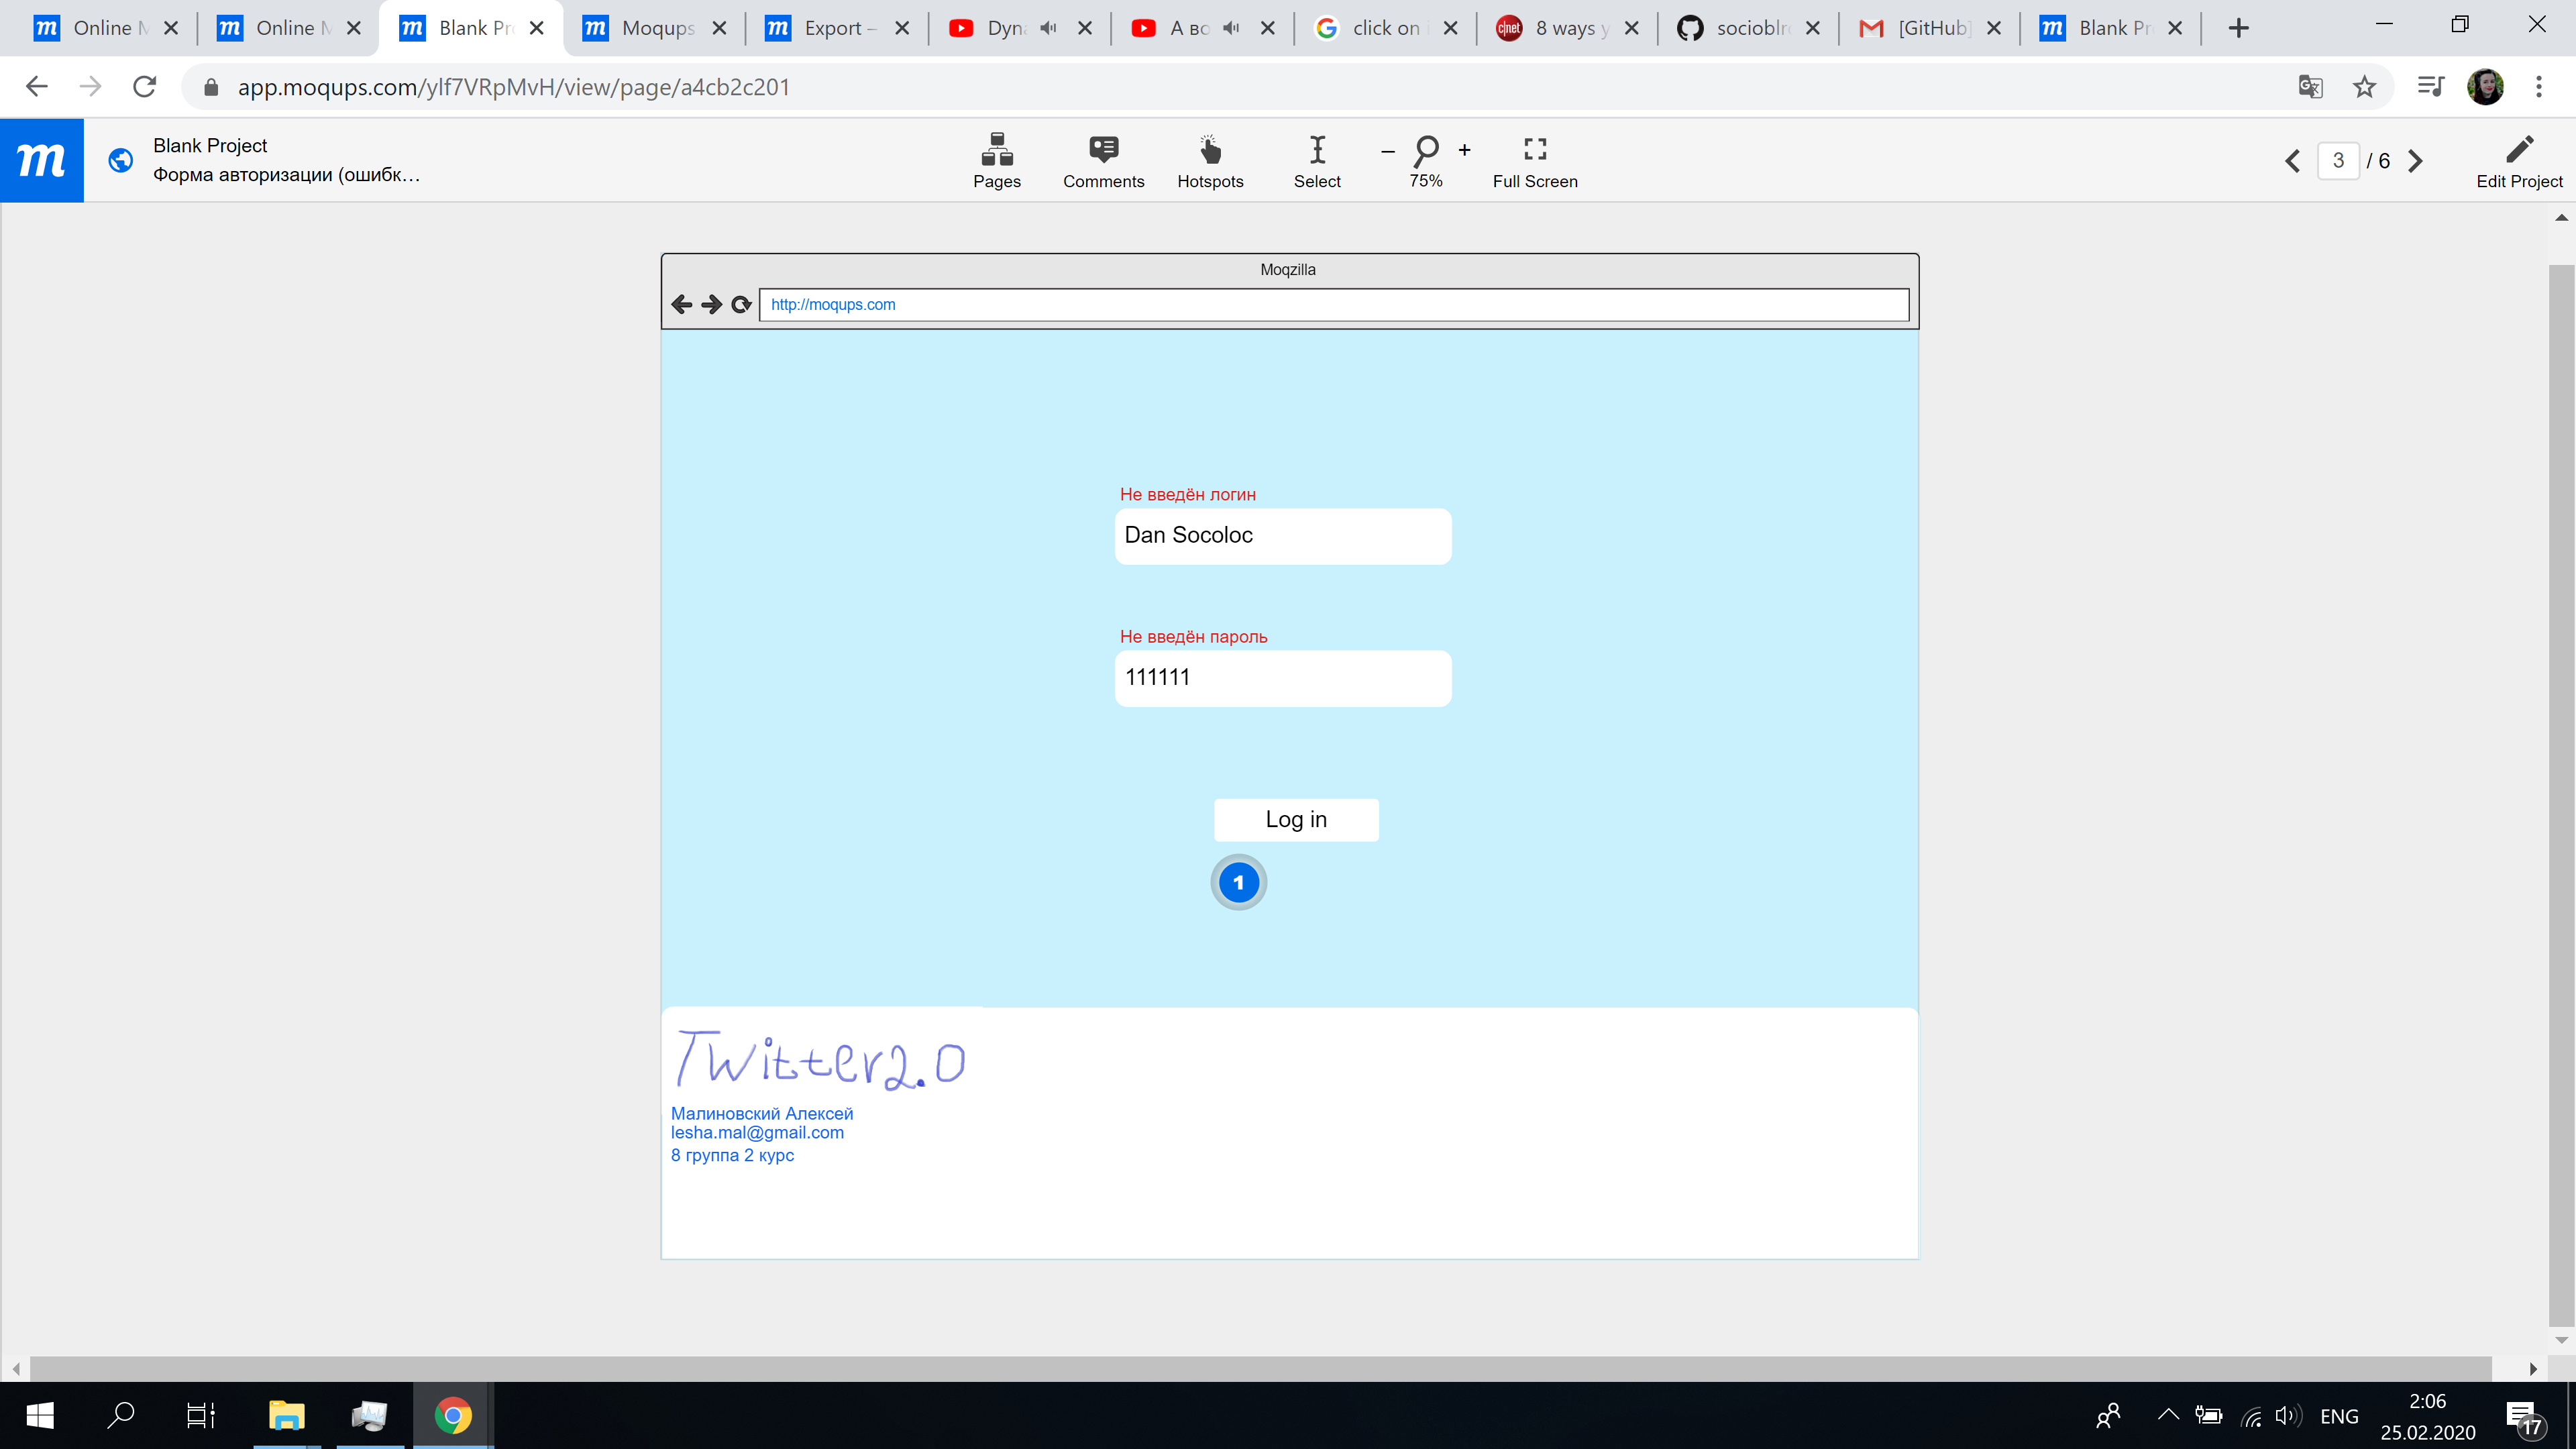 m Online M
m Online M
m Blank Pr
m Moqups
m Export –
Dyna
А во
click on i
c|net 8 ways y
socioblr
[GitHub]
m Blank Pr
app.moqups.com/ylf7VRpMvH/view/page/a4cb2c201
m
Blank Project
Форма авторизации (ошибк…
Pages
Comments
Hotspots
Select
– +
75%
Full Screen
3 / 6
Edit Project
Moqzilla
http://moqups.com
Не введён логин
Dan Socoloc
Не введён пароль
111111
Log in
1
Twitter2.0
Малиновский Алексей
lesha.mal@gmail.com
8 группа 2 курс
ENG
2:06
25.02.2020
17